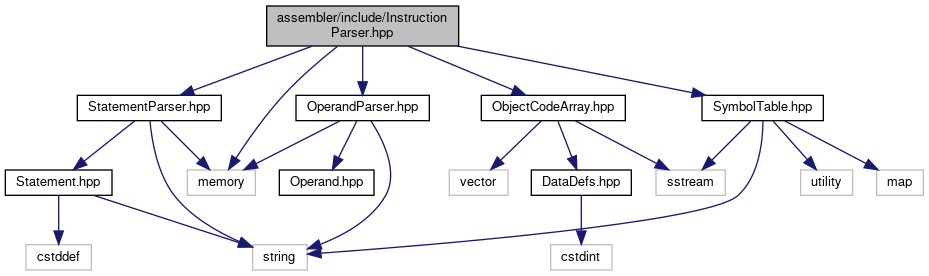 assembler/include/Instruction
Parser.hpp
StatementParser.hpp
OperandParser.hpp
ObjectCodeArray.hpp
SymbolTable.hpp
Statement.hpp
memory
Operand.hpp
vector
DataDefs.hpp
sstream
utility
map
cstddef
string
cstdint